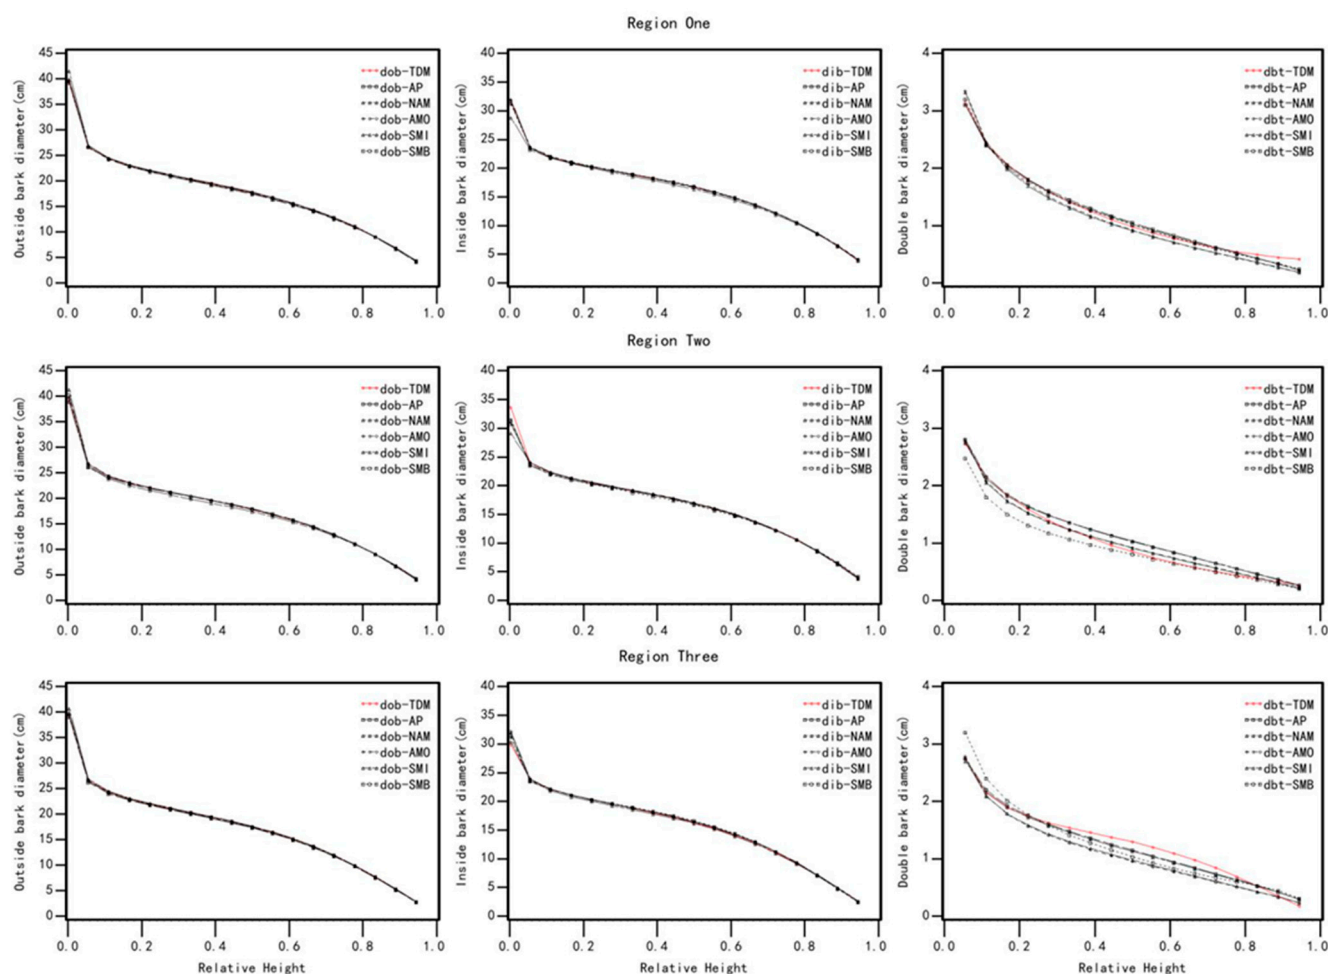 Region One
Outside bark diameter(cm)
45
40
35
30
25
20
15
10
5
0
dob-TDM
dob-AP
dob-NAM
dob-AMO
dob-SMI
dob-SMB
0.0 0.2 0.4 0.6 0.8 1.0
Inside bark diameter(cm)
40
35
30
25
20
15
10
5
0
dib-TDM
dib-AP
dib-NAM
dib-AMO
dib-SMI
dib-SMB
0.0 0.2 0.4 0.6 0.8 1.0
Double bark diameter(cm)
4
3
2
1
0
dbt-TDM
dbt-AP
dbt-NAM
dbt-AMO
dbt-SMI
dbt-SMB
0.0 0.2 0.4 0.6 0.8 1.0
Region Two
Outside bark diameter(cm)
45
40
35
30
25
20
15
10
5
0
dob-TDM
dob-AP
dob-NAM
dob-AMO
dob-SMI
dob-SMB
0.0 0.2 0.4 0.6 0.8 1.0
Inside bark diameter(cm)
40
35
30
25
20
15
10
5
0
dib-TDM
dib-AP
dib-NAM
dib-AMO
dib-SMI
dib-SMB
0.0 0.2 0.4 0.6 0.8 1.0
Double bark diameter(cm)
4
3
2
1
0
dbt-TDM
dbt-AP
dbt-NAM
dbt-AMO
dbt-SMI
dbt-SMB
0.0 0.2 0.4 0.6 0.8 1.0
Region Three
Outside bark diameter(cm)
45
40
35
30
25
20
15
10
5
0
dob-TDM
dob-AP
dob-NAM
dob-AMO
dob-SMI
dob-SMB
0.0 0.2 0.4 0.6 0.8 1.0
Relative Height
Inside bark diameter(cm)
40
35
30
25
20
15
10
5
0
dib-TDM
dib-AP
dib-NAM
dib-AMO
dib-SMI
dib-SMB
0.0 0.2 0.4 0.6 0.8 1.0
Relative Height
Double bark diameter(cm)
4
3
2
1
0
dbt-TDM
dbt-AP
dbt-NAM
dbt-AMO
dbt-SMI
dbt-SMB
0.0 0.2 0.4 0.6 0.8 1.0
Relative Height